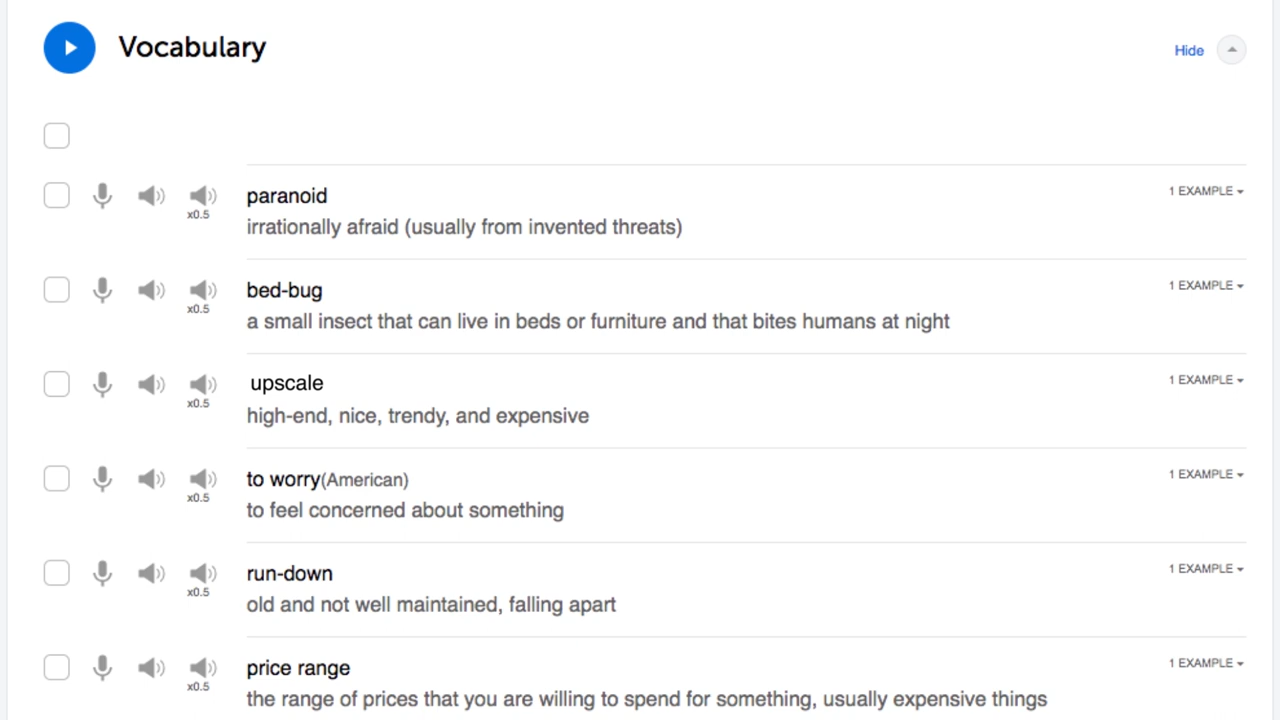 Vocabulary
Hide
paranoid
1 EXAMPLE
x0.5
irrationally afraid (usually from invented threats)
bed-bug
1 EXAMPLE
x0.5
a small insect that can live in beds or furniture and that bites humans at night
upscale
1 EXAMPLE
x0.5
high-end, nice, trendy, and expensive
to worry(American)
1 EXAMPLE
x0.5
to feel concerned about something
run-down
1 EXAMPLE
x0.5
old and not well maintained, falling apart
price range
1 EXAMPLE
x0.5
the range of prices that you are willing to spend for something, usually expensive things